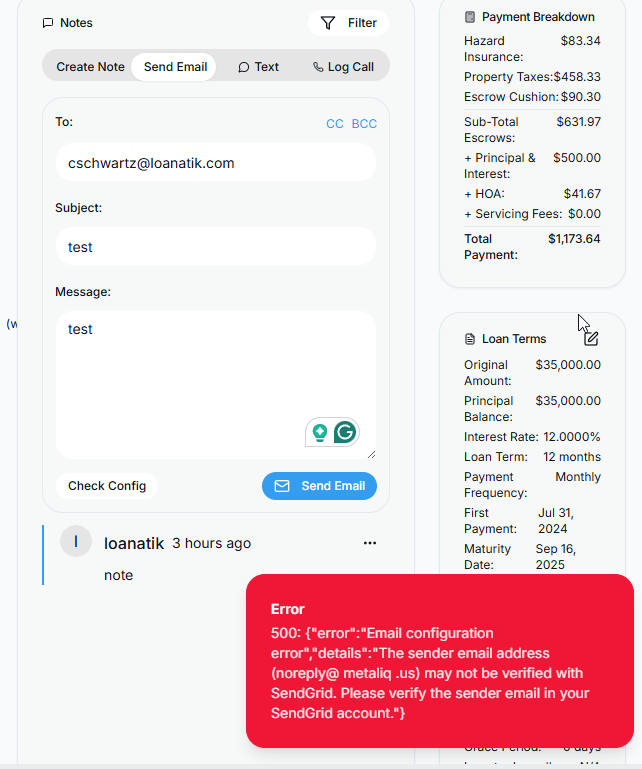 Notes
Filter
Create Note
Send Email
Text
Log Call
To:
CC BCC
cschwartz@loanatik.com
Subject:
test
Message:
test
Check Config
Send Email
I
loanatik 3 hours ago
note
Payment Breakdown
Hazard $83.34
Insurance:
Property Taxes:$458.33
Escrow Cushion: $90.30
Sub-Total $631.97
Escrows:
+ Principal & $500.00
Interest:
+ HOA: $41.67
+ Servicing Fees: $0.00
Total $1,173.64
Payment:
Loan Terms
Original $35,000.00
Amount:
Principal $35,000.00
Balance:
Interest Rate: 12.0000%
Loan Term: 12 months
Payment Monthly
Frequency:
First Jul 31,
Payment: 2024
Maturity Sep 16,
Date: 2025
Error
500: {"error":"Email configuration
error","details":"The sender email address
(noreply@ metaliq .us) may not be verified with
SendGrid. Please verify the sender email in your
SendGrid account."}